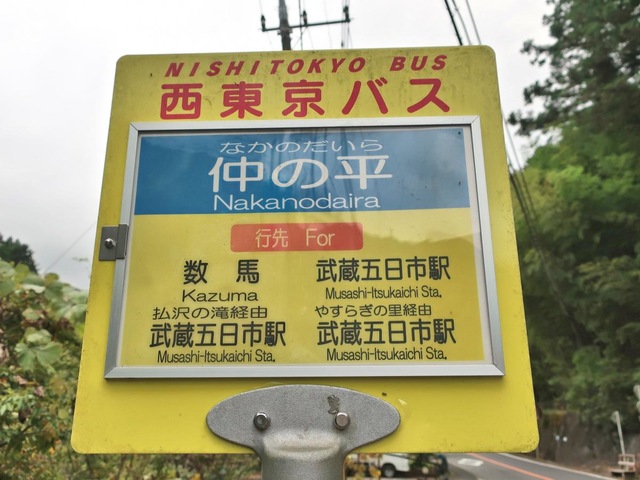 NISHITOKYO BUS
西東京バス
なかのだいら
仲の平
Nakanodaira
行先 For
数馬 武蔵五日市駅
Kazuma Musashi-Itsukaichi Sta.
払沢の滝経由 やすらぎの里経由
武蔵五日市駅 武蔵五日市駅
Musashi-Itsukaichi Sta. Musashi-Itsukaichi Sta.